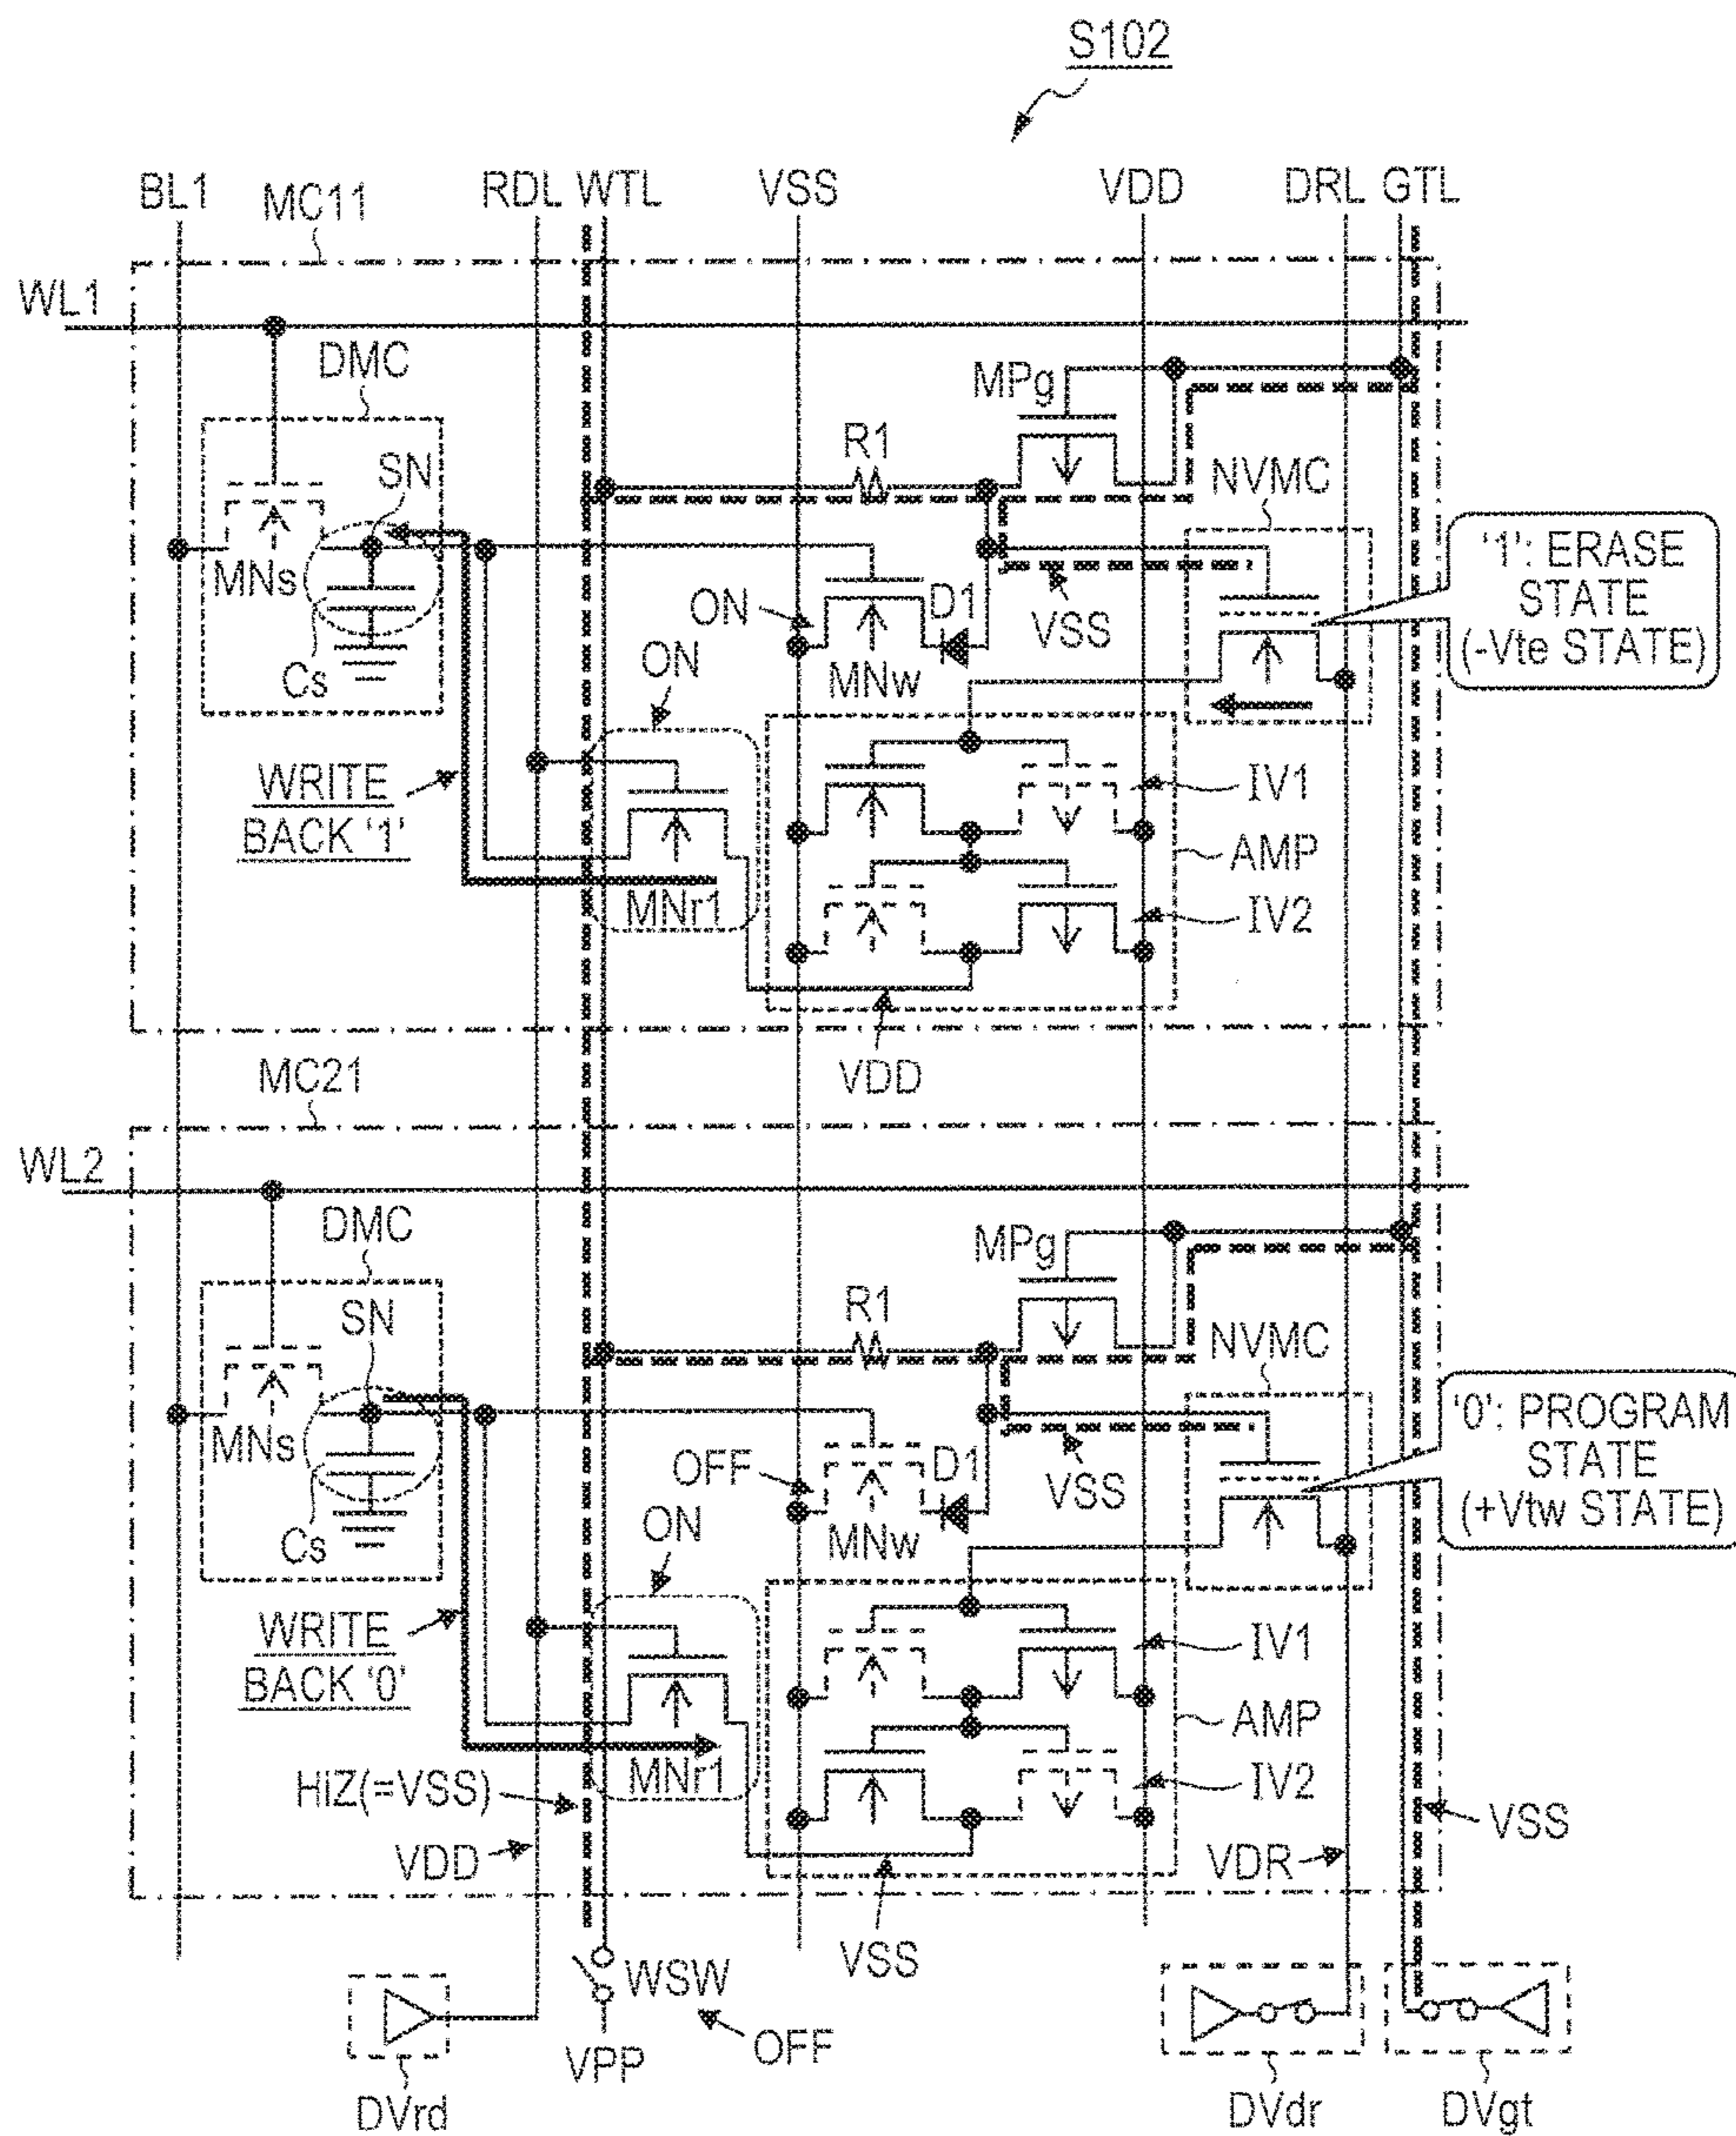 S102
BL1 MC11 RDL WTL VSS VDD DRL GTL
WL1
DMC
MPg
R1
SN
NVMC
'1': ERASE
STATE
(-Vte STATE)
MNs
ON
D1
VSS
Cs
ON
MNw
WRITE
BACK '1'
IV1
AMP
MNr1
IV2
VDD
MC21
WL2
DMC
MPg
R1
SN
NVMC
'0': PROGRAM
STATE
(+Vtw STATE)
MNs
OFF
D1
VSS
Cs
ON
MNw
WRITE
BACK '0'
IV1
AMP
MNr1
IV2
HiZ(=VSS)
VSS
VDD
VDR
VSS
WSW
OFF
VPP
DVrd
DVdr
DVgt